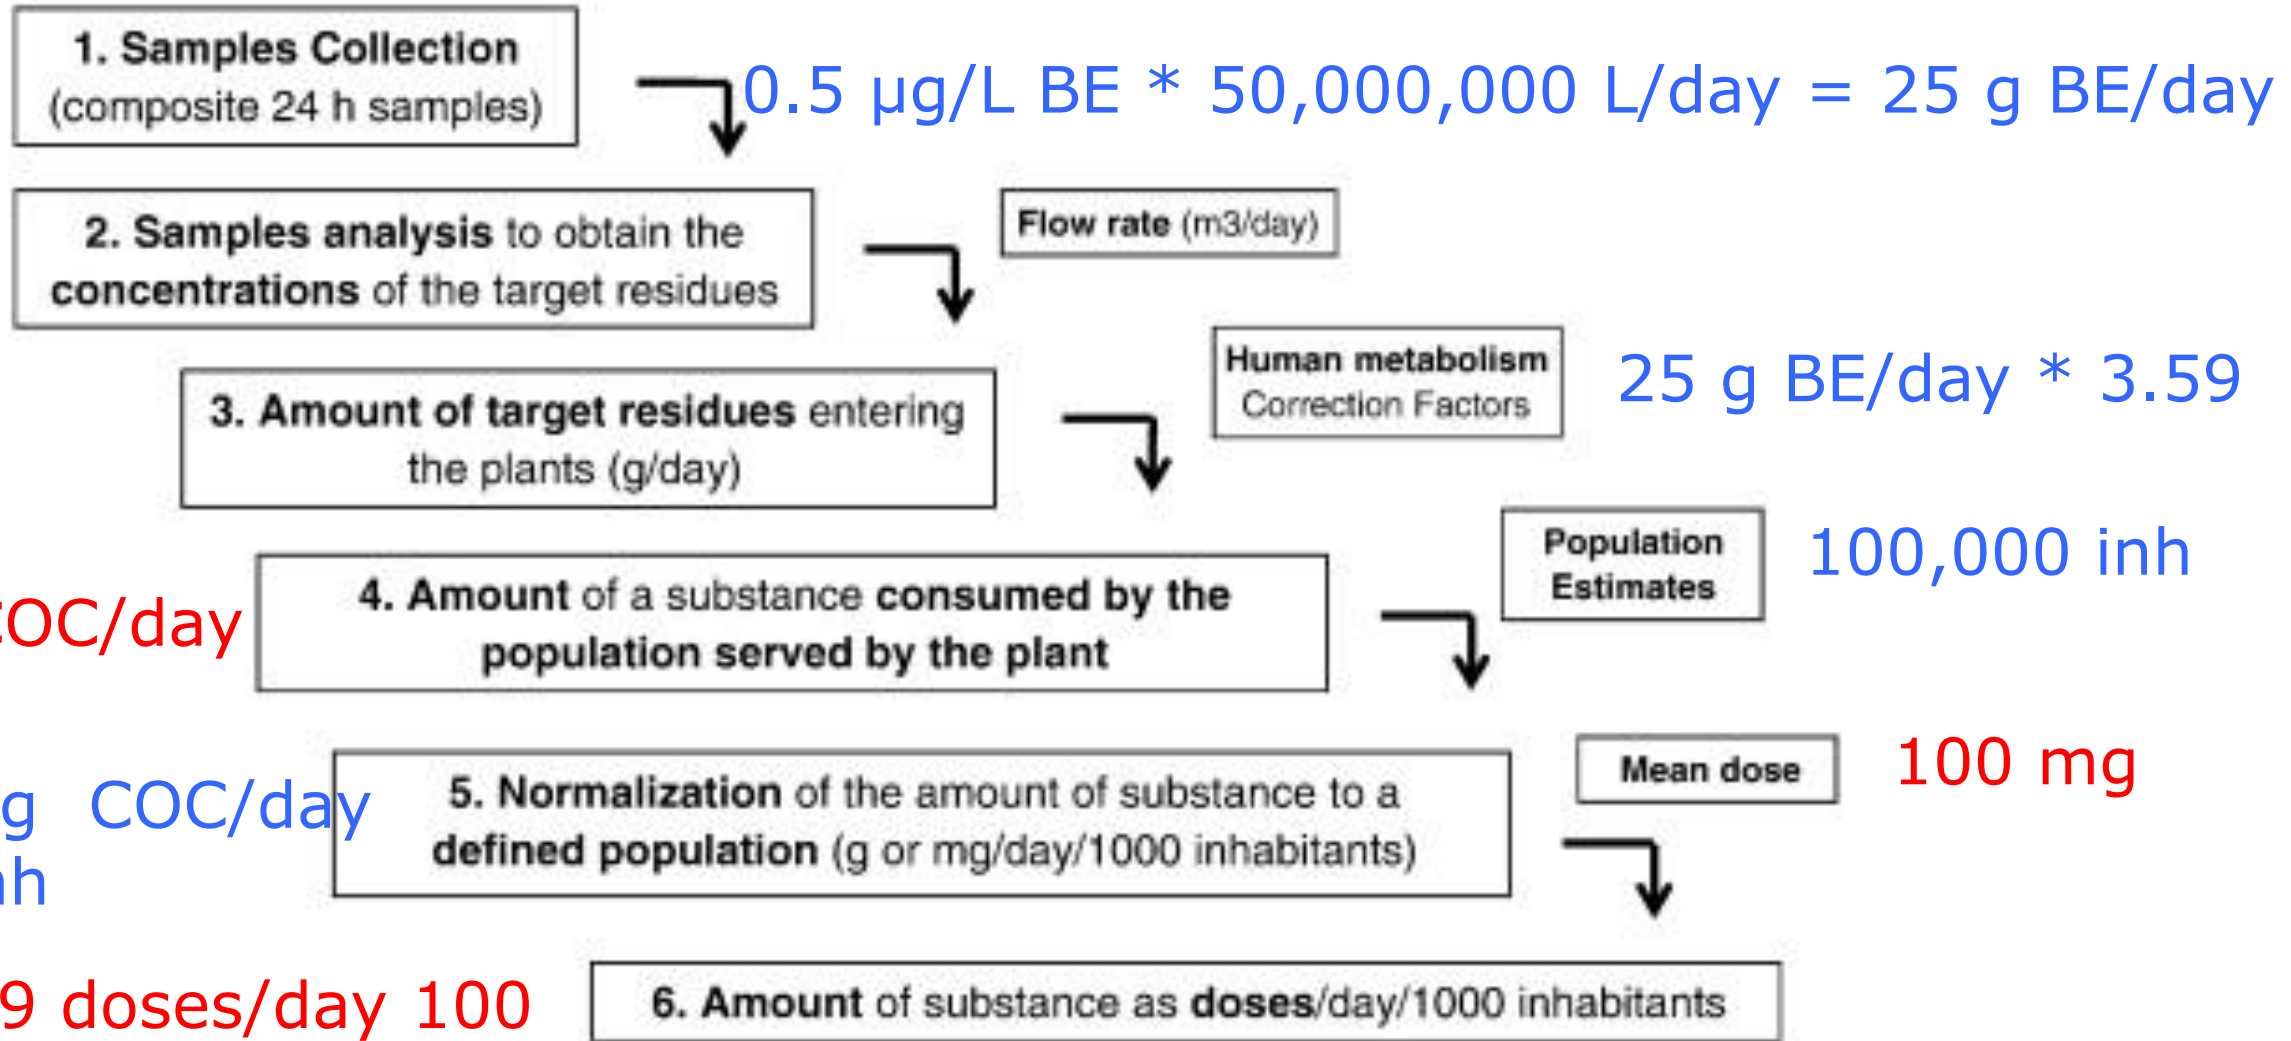 1. Samples Collection
(composite 24 h samples)
0.5 µg/L BE * 50,000,000 L/day = 25 g BE/day
2. Samples analysis to obtain the
concentrations of the target residues
Flow rate (m3/day)
3. Amount of target residues entering
the plants (g/day)
Human metabolism
Correction Factors
25 g BE/day * 3.59
COC/day
4. Amount of a substance consumed by the
population served by the plant
Population
Estimates
100,000 inh
g COC/day
nh
5. Normalization of the amount of substance to a
defined population (g or mg/day/1000 inhabitants)
Mean dose
100 mg
9 doses/day 100
6. Amount of substance as doses/day/1000 inhabitants